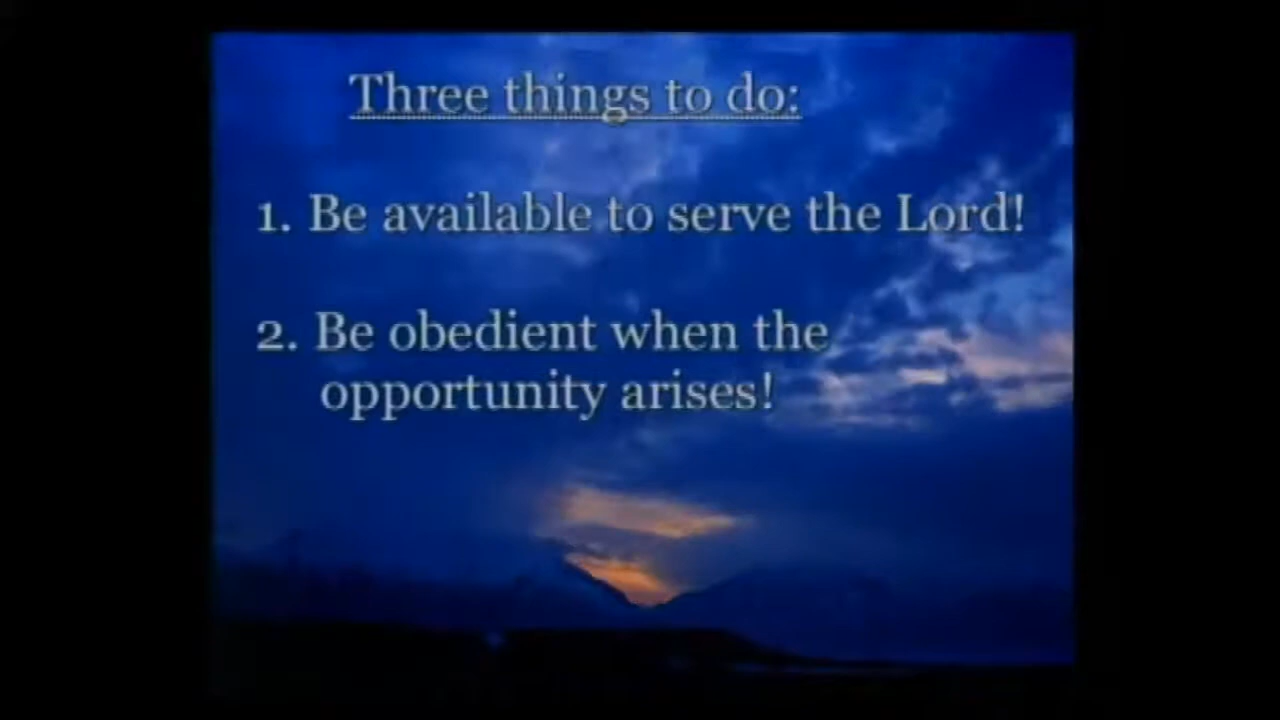 Three things to do:
1. Be available to serve the Lord!
2. Be obedient when the
opportunity arises!